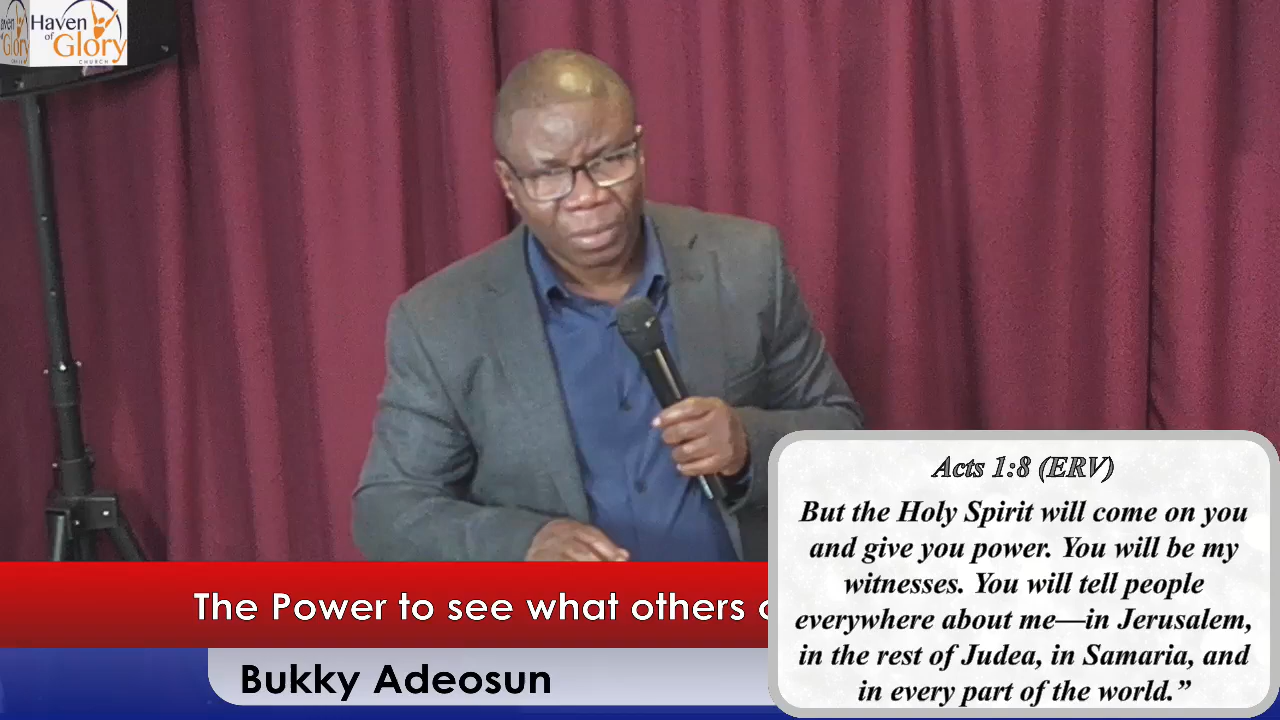 Haven
of
Glory
CHURCH
Acts 1:8 (ERV)
But the Holy Spirit will come on you
and give you power. You will be my
witnesses. You will tell people
everywhere about me—in Jerusalem,
in the rest of Judea, in Samaria, and
in every part of the world.”
The Power to see what others
Bukky Adeosun